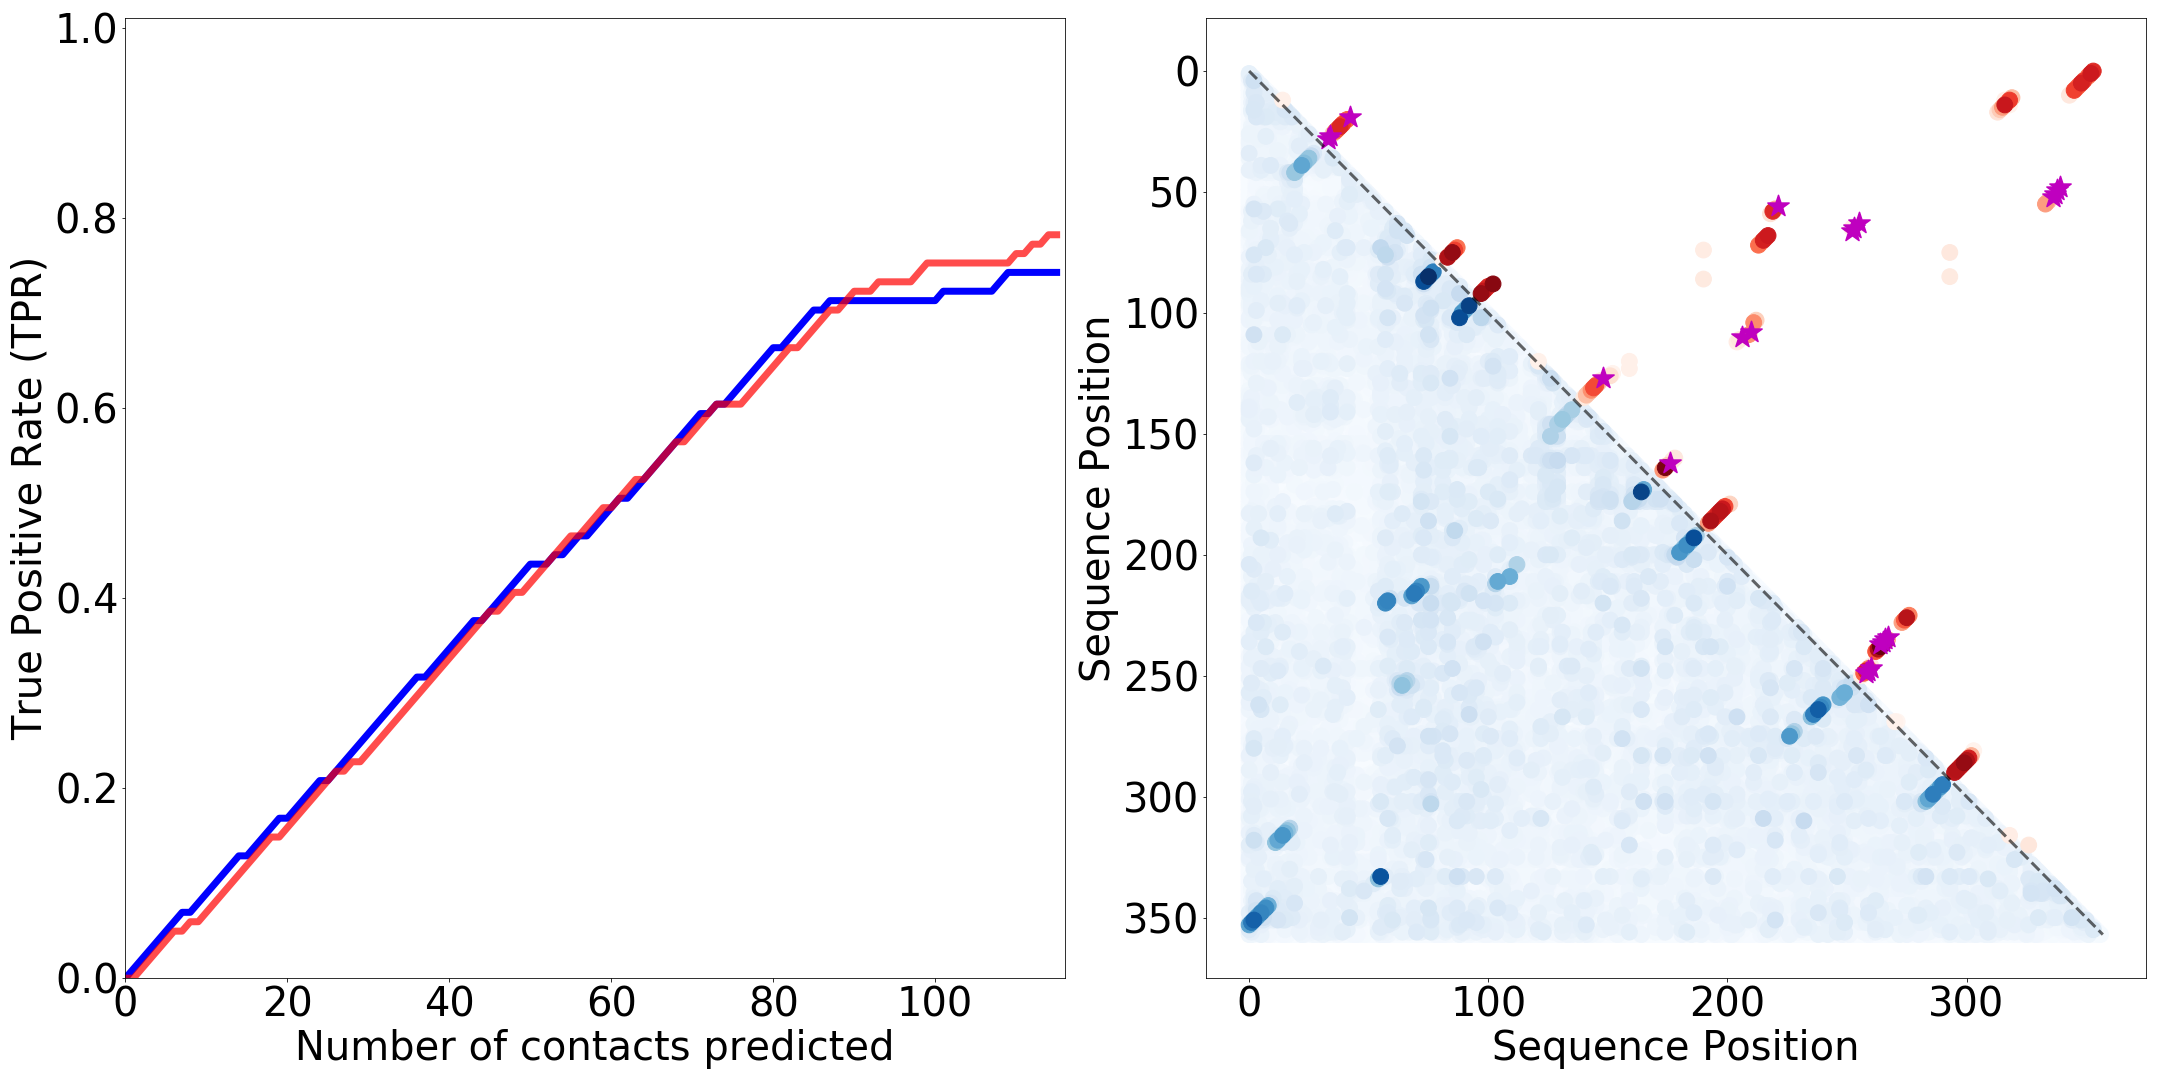 True Positive Rate (TPR)
1.0
0.8
0.6
0.4
0.2
0.0
0 20 40 60 80 100
Number of contacts predicted
Sequence Position
0
50
100
150
200
250
300
350
0 100 200 300
Sequence Position